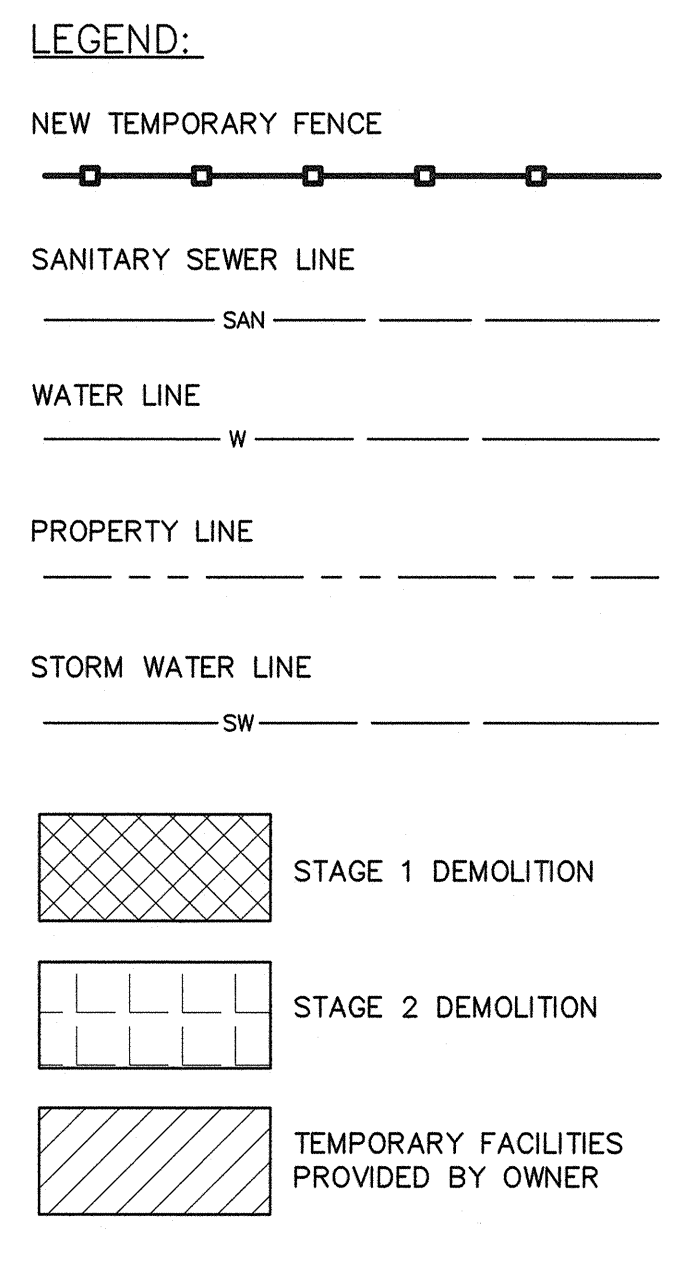 LEGEND:
NEW TEMPORARY FENCE
SANITARY SEWER LINE
SAN
WATER LINE
W
PROPERTY LINE
STORM WATER LINE
SW
STAGE 1 DEMOLITION
STAGE 2 DEMOLITION
TEMPORARY FACILITIES
PROVIDED BY OWNER